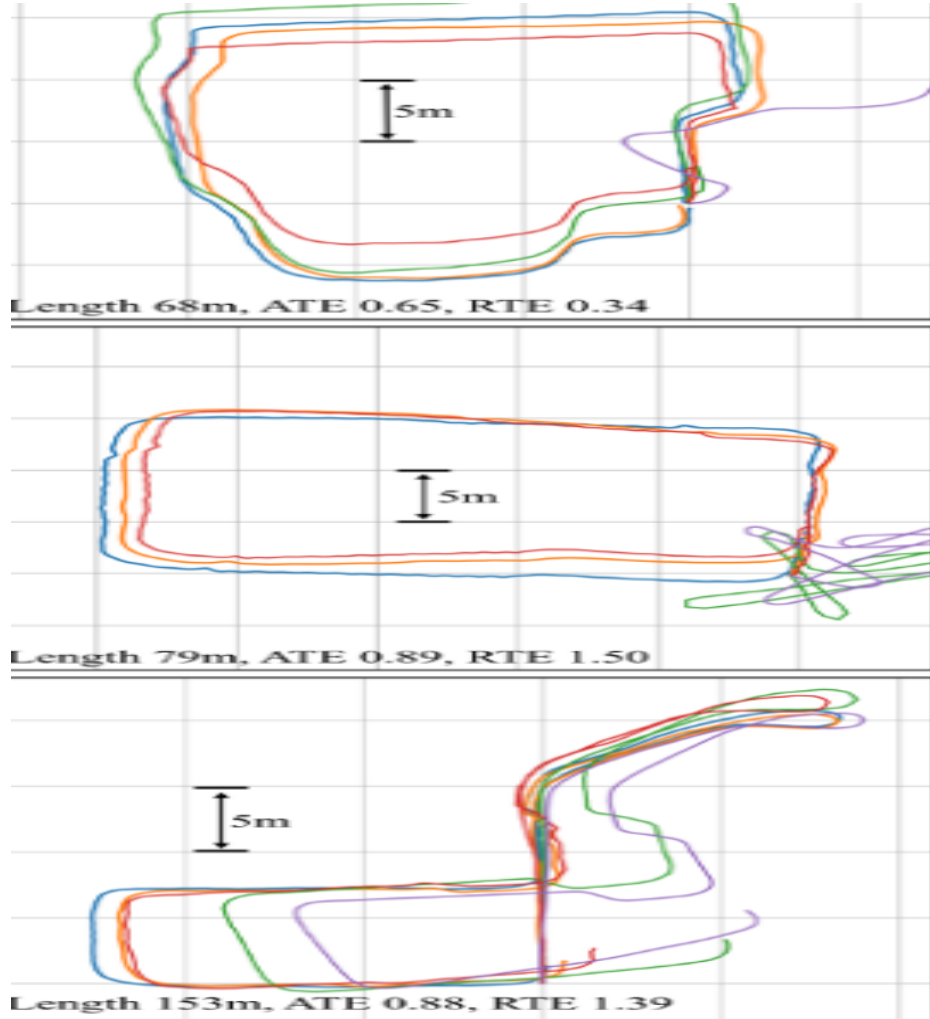 5m
Length 68m, ATE 0.65, RTE 0.34
5m
Length 79m, ATE 0.89, RTE 1.50
5m
Length 153m, ATE 0.88, RTE 1.39